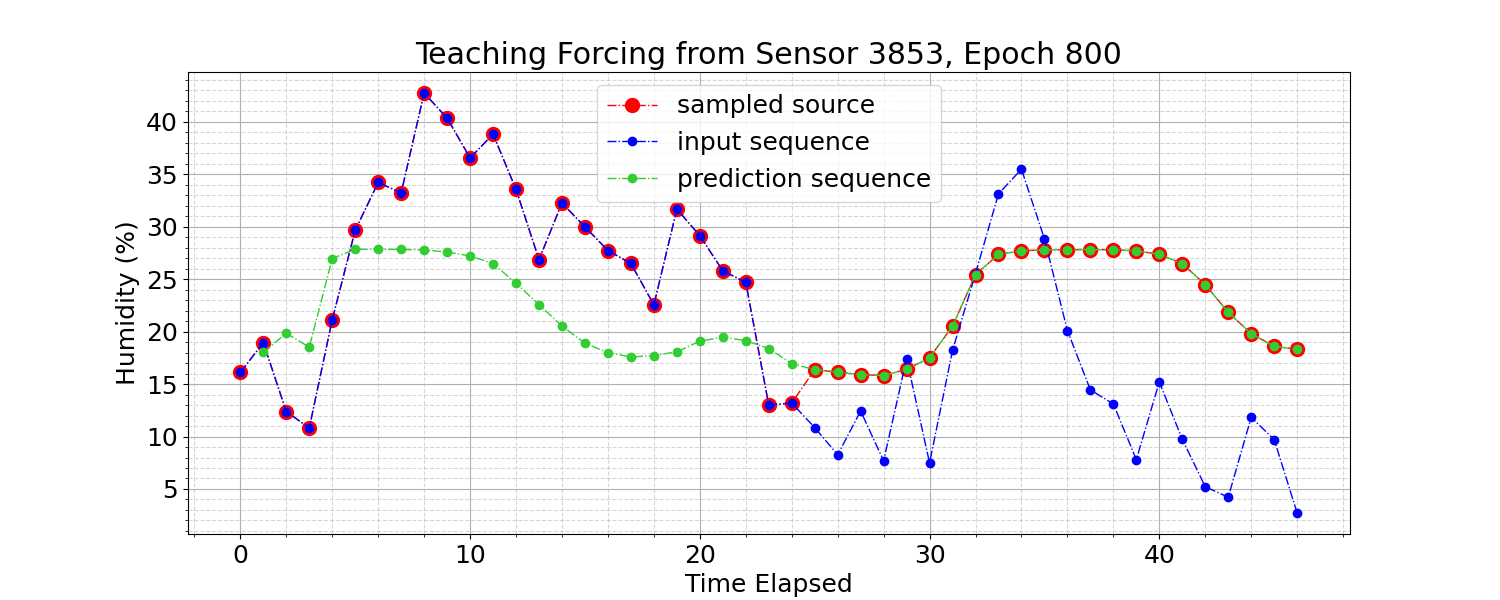 Teaching Forcing from Sensor 3853, Epoch 800
sampled source
input sequence
prediction sequence
Humidity (%)
40
35
30
25
20
15
10
5
0 10 20 30 40
Time Elapsed